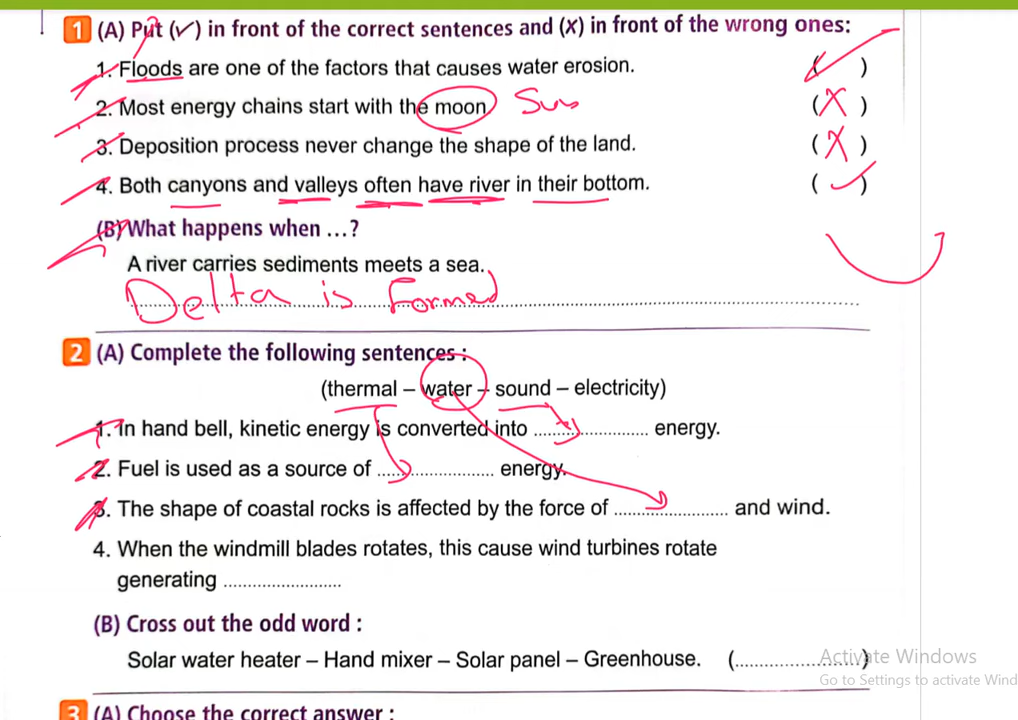 1 (A) Put (✓) in front of the correct sentences and (X) in front of the wrong ones:
1. Floods are one of the factors that causes water erosion. (✓)
2. Most energy chains start with the moon Sun (X)
3. Deposition process never change the shape of the land. (X)
4. Both canyons and valleys often have river in their bottom. (✓)
(B) What happens when ...?
A river carries sediments meets a sea.
Delta is Formed
2 (A) Complete the following sentences :
(thermal – water – sound – electricity)
1. In hand bell, kinetic energy is converted into .................... energy.
2. Fuel is used as a source of .................... energy.
3. The shape of coastal rocks is affected by the force of .................... and wind.
4. When the windmill blades rotates, this cause wind turbines rotate
generating ....................
(B) Cross out the odd word :
Solar water heater – Hand mixer – Solar panel – Greenhouse. (....................)
Activate Windows
Go to Settings to activate Wind
3 (A) Choose the correct answer :